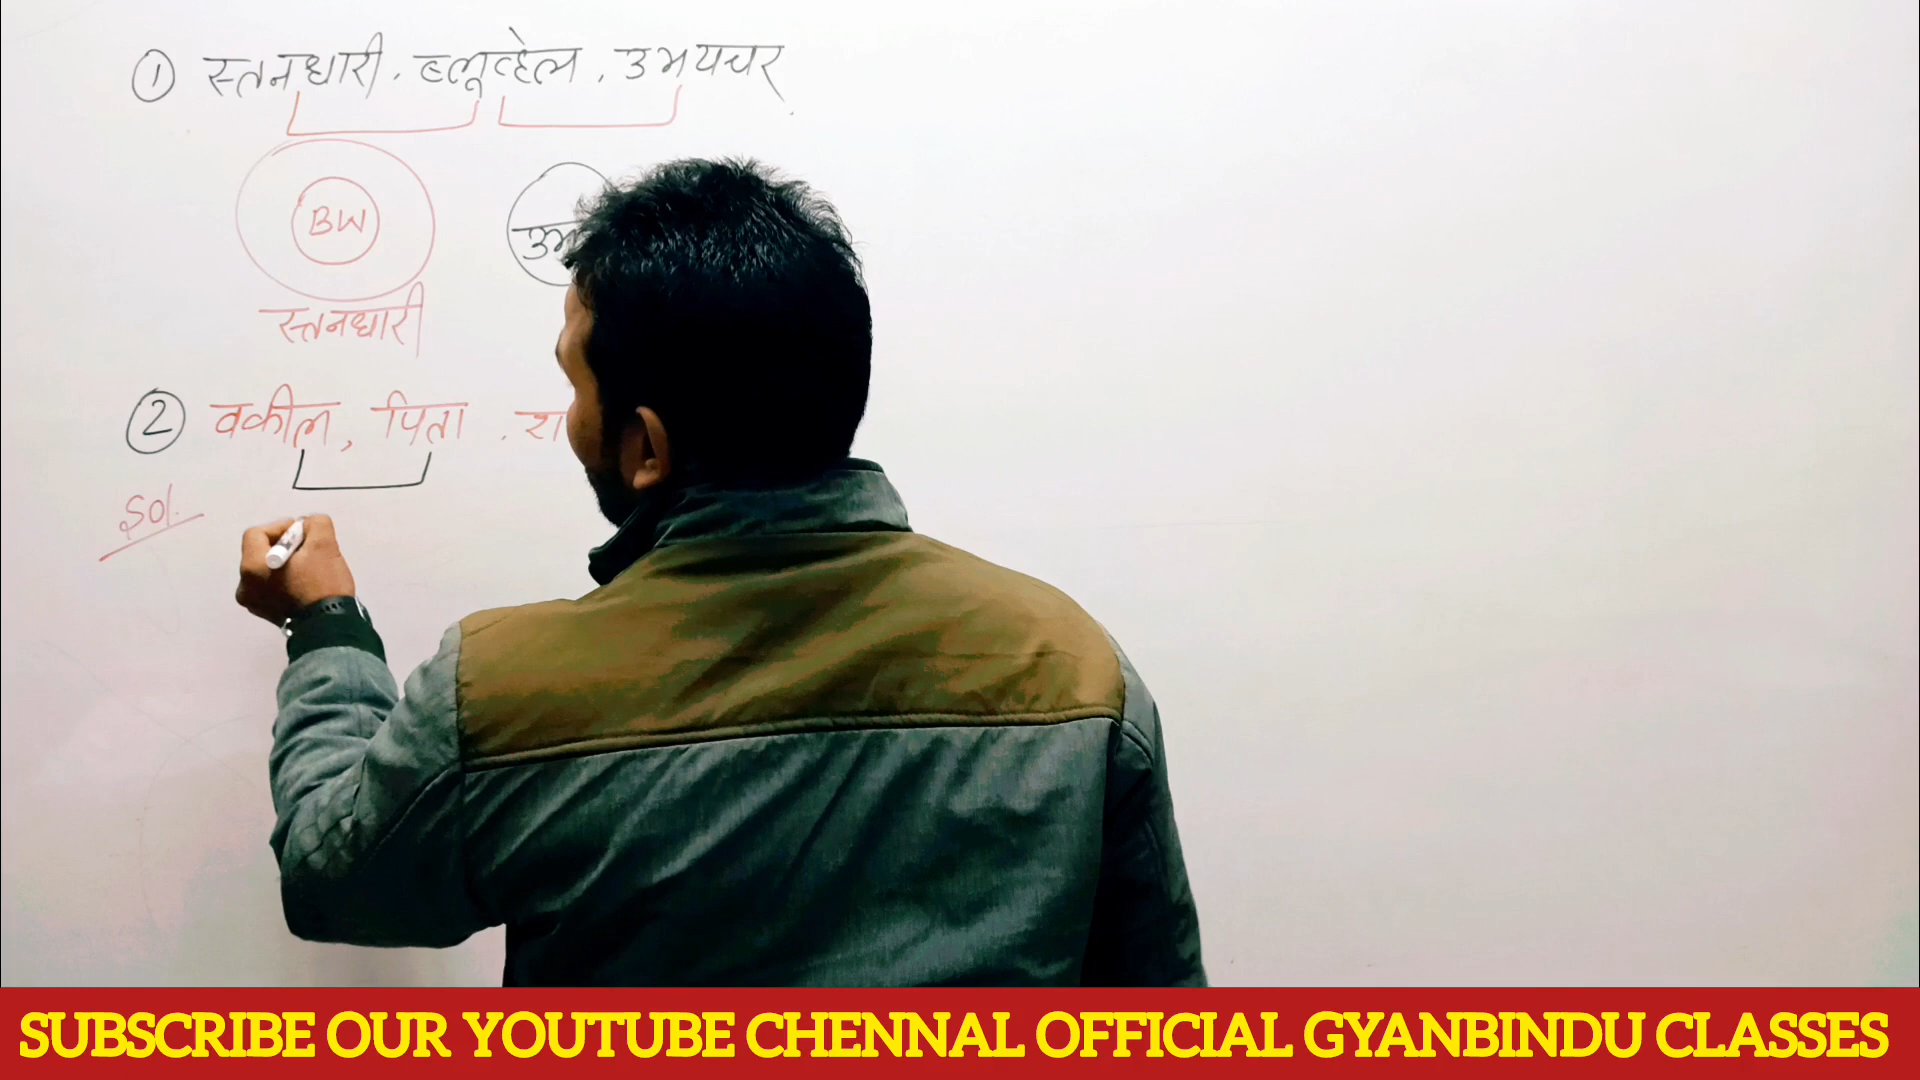 ① स्तनधारी, ब्लूव्हेल, उभयचर
BW
स्तनधारी
② वकील, पिता,
Sol.
SUBSCRIBE OUR YOUTUBE CHENNAL OFFICIAL GYANBINDU CLASSES